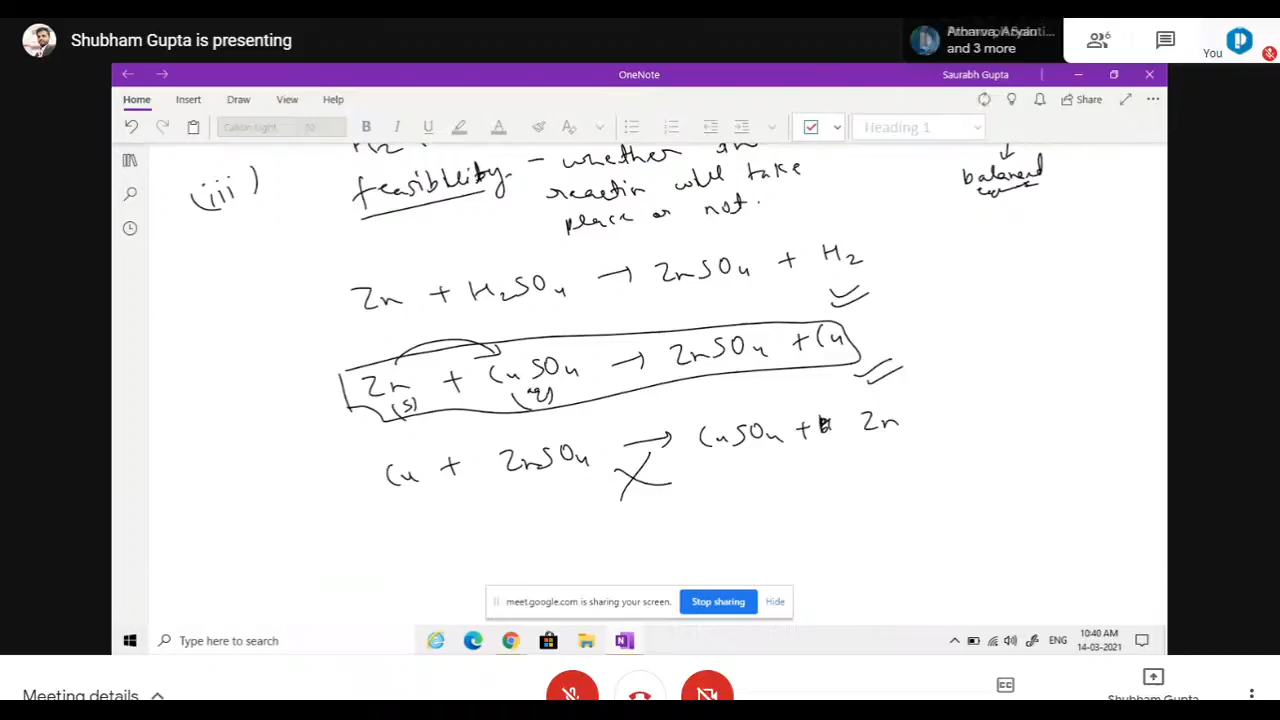 Shubham Gupta is presenting
and 3 more
6
You
OneNote
Saurabh Gupta
Home Insert Draw View Help
Share
Heading 1
(iii)
feasibility - whether
reaction will take
place or not.
balanced
Zn + H2SO4 → ZnSO4 + H2
Zn(s) + CuSO4(aq) → ZnSO4 + Cu
Cu + ZnSO4 → CuSO4 + Zn
meet.google.com is sharing your screen. Stop sharing Hide
Type here to search
ENG
10:40 AM
14-03-2021
Meeting details
Shubham Gupta